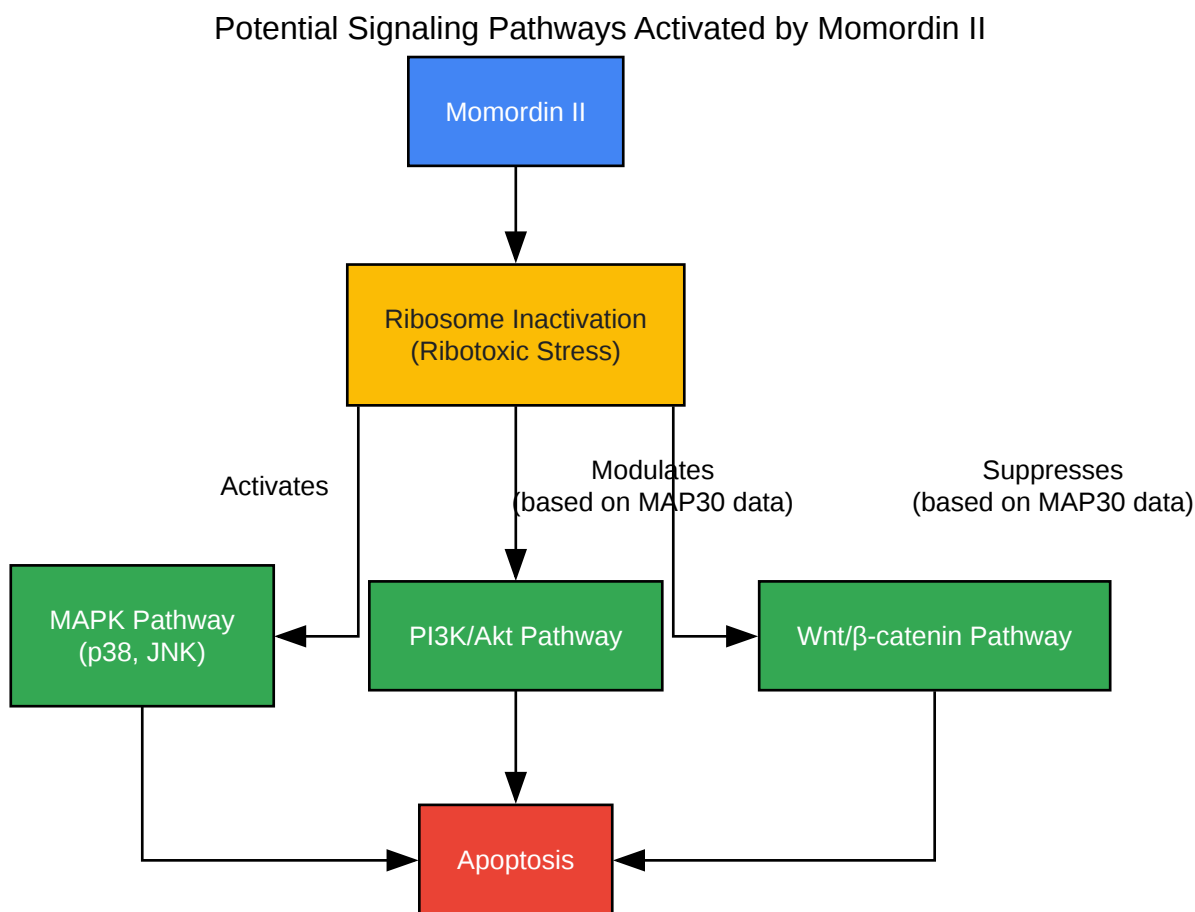 Potential Signaling Pathways Activated by Momordin II
Momordin II
Ribosome Inactivation
(Ribotoxic Stress)
Activates
Modulates
(based on MAP30 data)
Suppresses
(based on MAP30 data)
MAPK Pathway
(p38, JNK)
PI3K/Akt Pathway
Wnt/β-catenin Pathway
Apoptosis